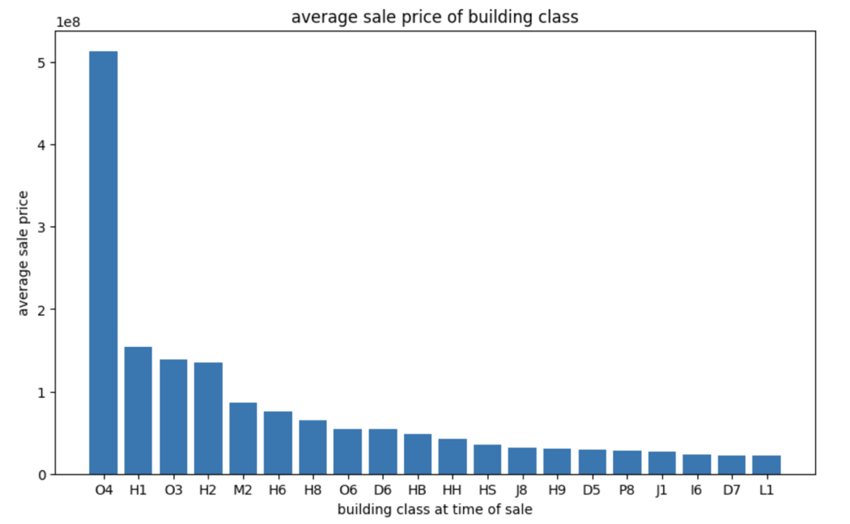 average sale price of building class
1e8
5
4
3
2
1
0
average sale price
O4 H1 O3 H2 M2 H6 H8 O6 D6 HB HH HS J8 H9 D5 P8 J1 I6 D7 L1
building class at time of sale